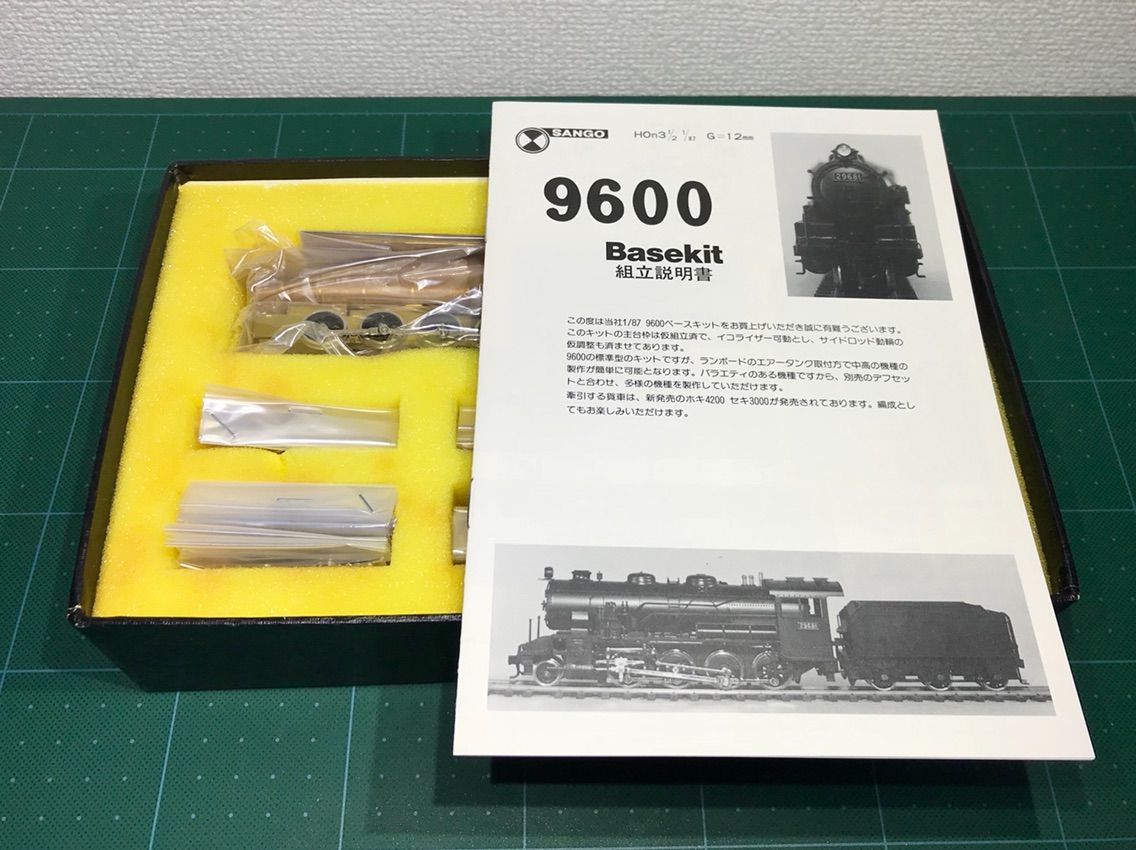 SANGO HOn3½ 1/87 G=12mm
29681
9600
Basekit
組立説明書
この度は当社1/87 9600ベースキットをお買上げいただき誠に有難うございます。
このキットの主台枠は仮組立済で、イコライザー可動とし、サイドロッド動輪の
仮調整も済ませてあります。
9600の標準型のキットですが、ランボードのエアータンク取付方で中高の機種の
製作が簡単に可能となります。バラエティのある機種ですから、別売のデフセッ
トと合わせ、多様の機種を製作していただけます。
牽引する貨車は、新発売のホキ4200 セキ3000が発売されております。編成とし
てもお楽しみいただけます。
29681